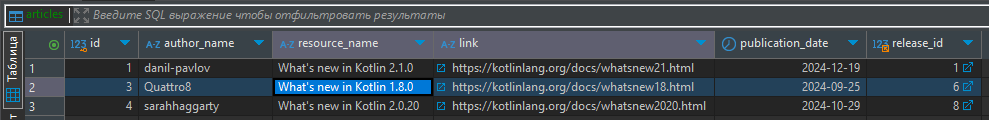 articles Введите SQL выражение чтобы отфильтровать результаты
Таблица
id author_name resource_name link publication_date release_id
1 1 danil-pavlov What's new in Kotlin 2.1.0 https://kotlinlang.org/docs/whatsnew21.html 2024-12-19 1
2 3 Quattro8 What's new in Kotlin 1.8.0 https://kotlinlang.org/docs/whatsnew18.html 2024-09-25 6
3 4 sarahhaggarty What's new in Kotlin 2.0.20 https://kotlinlang.org/docs/whatsnew2020.html 2024-10-29 8